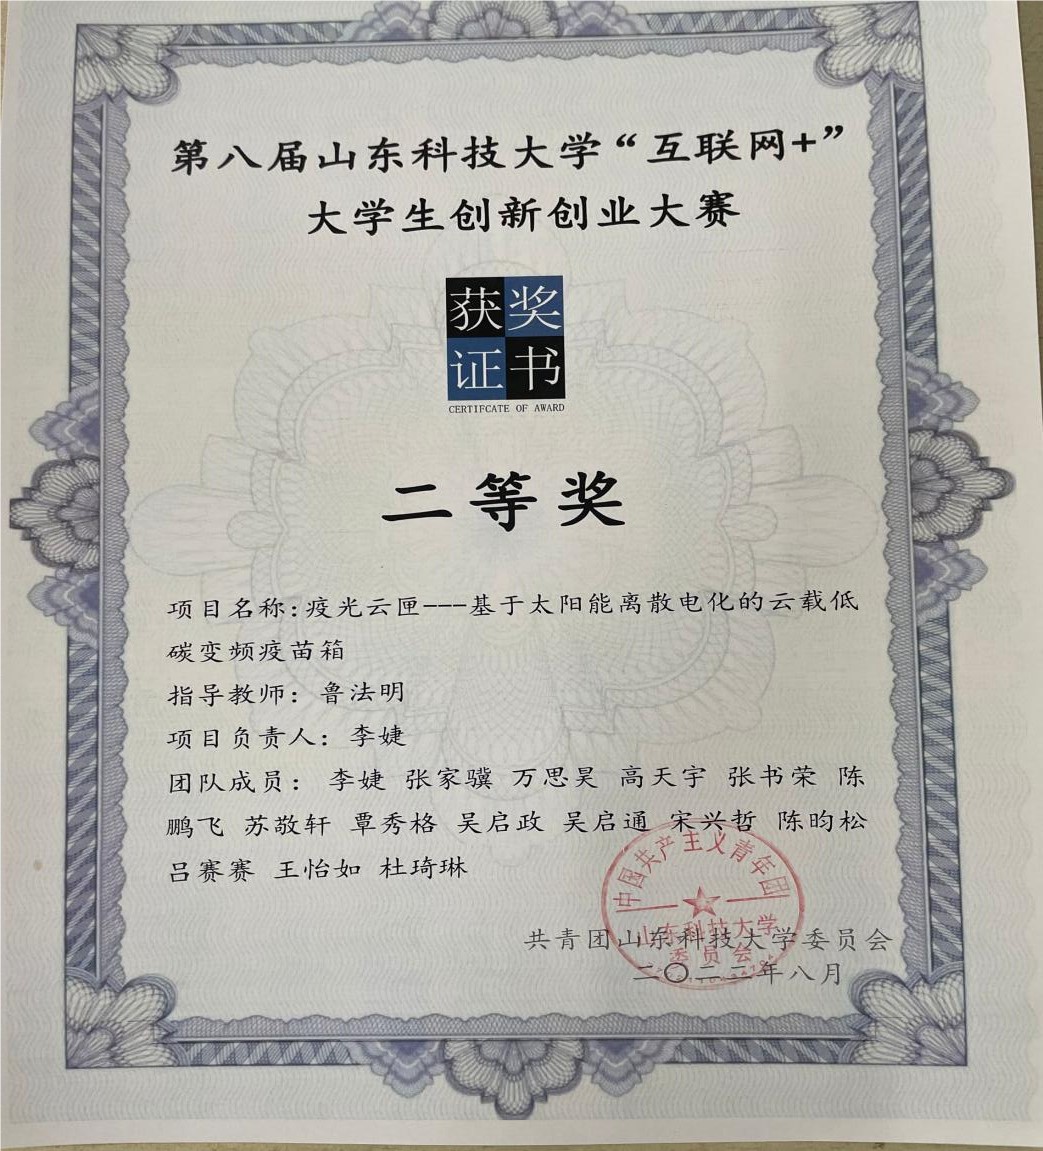 第八届山东科技大学“互联网+”
大学生创新创业大赛
获奖
证书
CERTIFCATE OF AWARD
二等奖
项目名称:疫光云匣---基于太阳能离散电化的云载低
碳变频疫苗箱
指导教师：鲁法明
项目负责人：李婕
团队成员： 李婕 张家骥 万思昊 高天宇 张书荣 陈
鹏飞 苏敬轩 覃秀格 吴启政 吴启通 宋兴哲 陈昀松
吕赛赛 王怡如 杜琦琳
中国共产主义青年团
山东科技大学
委员会
共青团山东科技大学委员会
二〇二二年八月